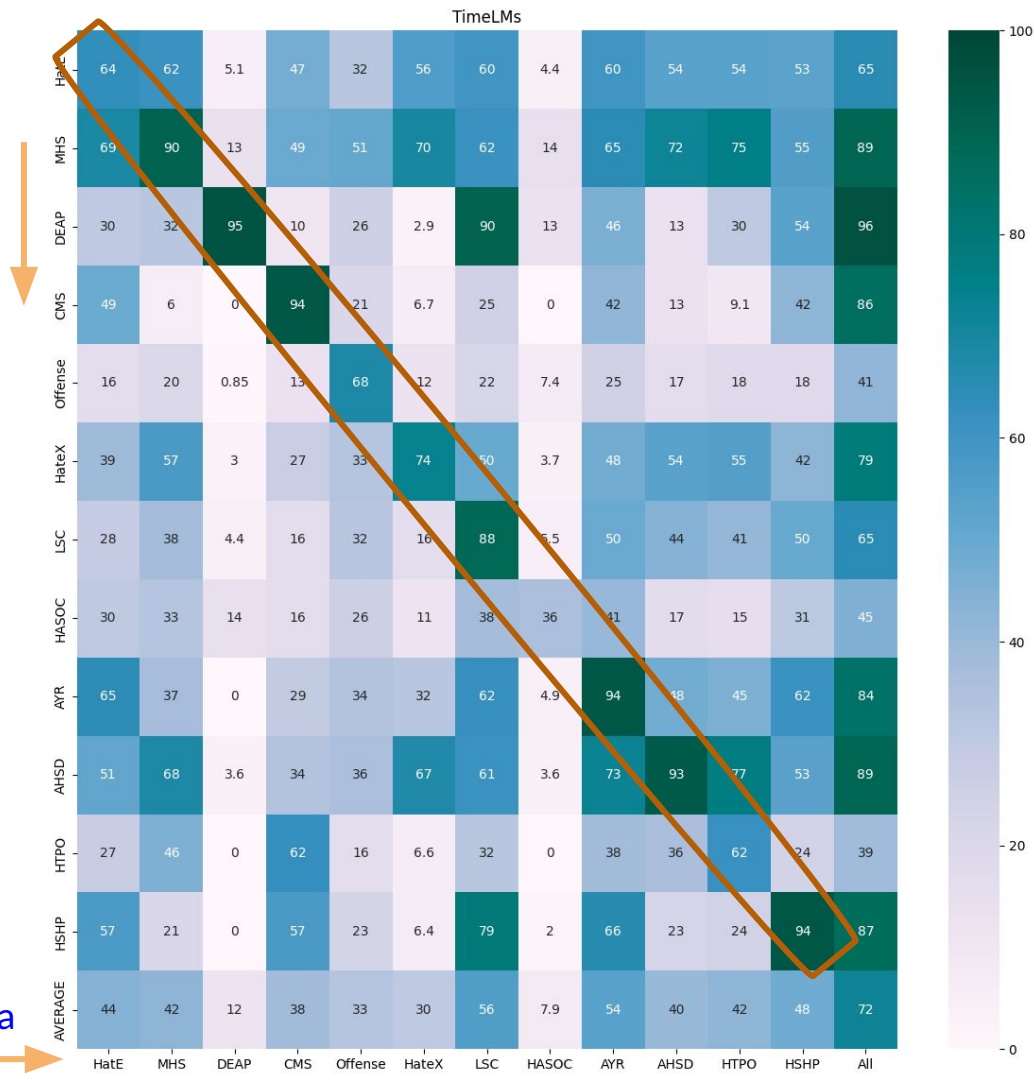 TimeLMs
HatE 64 62 5.1 47 32 56 60 4.4 60 54 54 53 65
MHS 69 90 13 49 51 70 62 14 65 72 75 55 89
DEAP 30 32 95 10 26 2.9 90 13 46 13 30 54 96
CMS 49 6 0 94 21 6.7 25 0 42 13 9.1 42 86
Offense 16 20 0.85 13 68 12 22 7.4 25 17 18 18 41
HateX 39 57 3 27 33 74 50 3.7 48 54 55 42 79
LSC 28 38 4.4 16 32 16 88 5.5 50 44 41 50 65
HASOC 30 33 14 16 26 11 38 36 41 17 15 31 45
AYR 65 37 0 29 34 32 62 4.9 94 48 45 62 84
AHSD 51 68 3.6 34 36 67 61 3.6 73 93 77 53 89
HTPO 27 46 0 62 16 6.6 32 0 38 36 62 24 39
HSHP 57 21 0 57 23 6.4 79 2 66 23 24 94 87
AVERAGE 44 42 12 38 33 30 56 7.9 54 40 42 48 72
a
HatE MHS DEAP CMS Offense HateX LSC HASOC AYR AHSD HTPO HSHP All
100
80
60
40
20
0